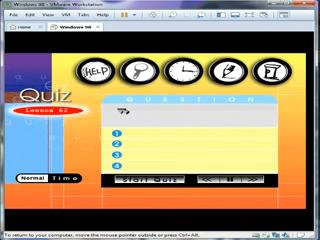 Windows 98 - VMware Workstation
File Edit View VM Tabs Help
Home Windows 98
HELP
Quiz
Lesson 62
QUESTION
1
2
3
4
Normal Time
Start Quiz
To return to your computer, move the mouse pointer outside or press Ctrl+Alt.